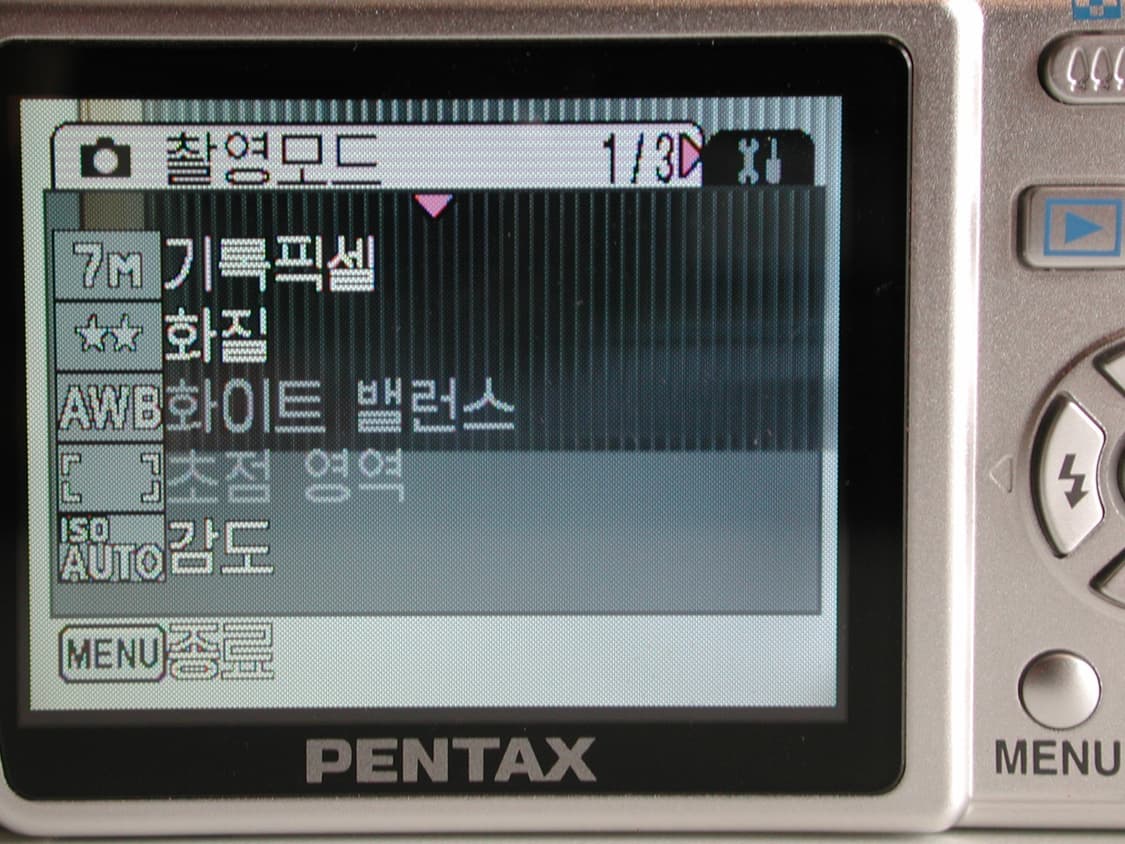 촬영모드 1/3
7M 기록픽셀
★★ 화질
AWB 화이트 밸런스
초점 영역
ISO AUTO 감도
MENU 종료
PENTAX
MENU